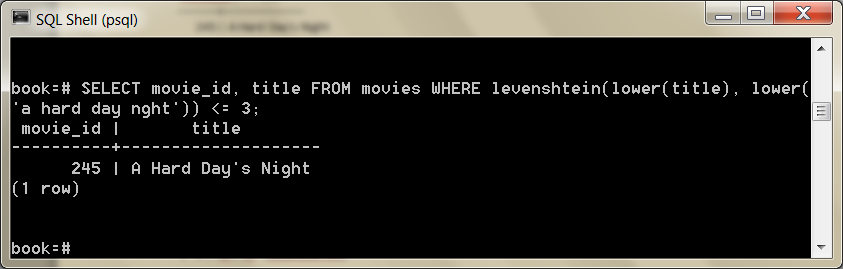 SQL Shell (psql)
book=# SELECT movie_id, title FROM movies WHERE levenshtein(lower(title), lower(
'a hard day nght')) <= 3;
 movie_id |       title
----------+--------------------
      245 | A Hard Day's Night
(1 row)
book=#